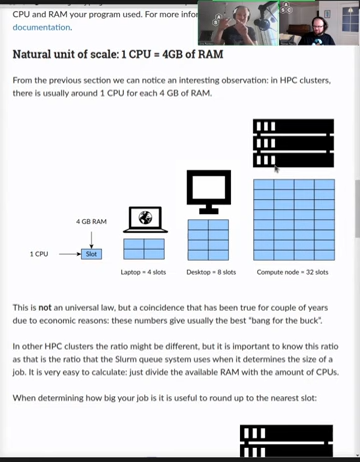 CPU and RAM your program used. For more infor
documentation.
Natural unit of scale: 1 CPU = 4GB of RAM
From the previous section we can notice an interesting observation: in HPC clusters,
there is usually around 1 CPU for each 4 GB of RAM.
4 GB RAM
1 CPU
Slot
Laptop = 4 slots
Desktop = 8 slots
Compute node = 32 slots
This is not an universal law, but a coincidence that has been true for couple of years
due to economic reasons: these numbers give usually the best "bang for the buck".
In other HPC clusters the ratio might be different, but it is important to know this ratio
as that is the ratio that the Slurm queue system uses when it determines the size of a
job. It is very easy to calculate: just divide the available RAM with the amount of CPUs.
When determining how big your job is it is useful to round up to the nearest slot: